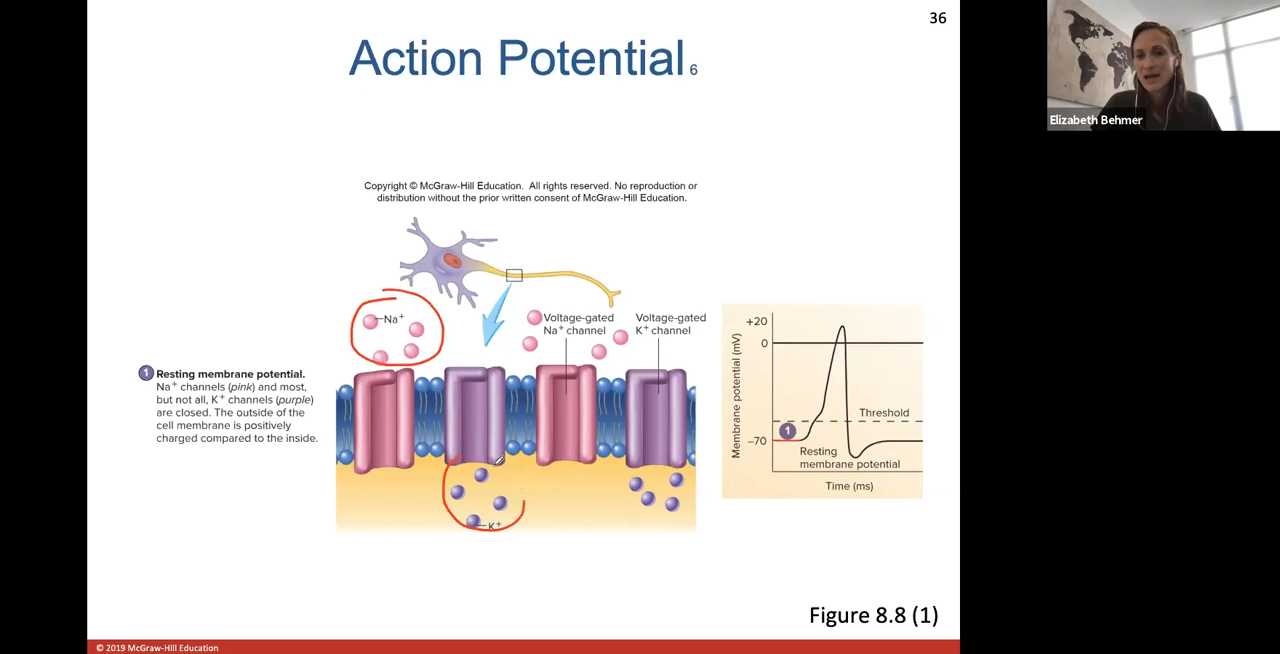 36
Action Potential 6
Elizabeth Behmer
Copyright © McGraw-Hill Education. All rights reserved. No reproduction or
distribution without the prior written consent of McGraw-Hill Education.
Na⁺
Voltage-gated
Na⁺ channel
Voltage-gated
K⁺ channel
1 Resting membrane potential.
Na⁺ channels (pink) and most,
but not all, K⁺ channels (purple)
are closed. The outside of the
cell membrane is positively
charged compared to the inside.
K⁺
Membrane potential (mV)
+20
0
Threshold
1
−70
Resting
membrane potential
Time (ms)
Figure 8.8 (1)
© 2019 McGraw-Hill Education